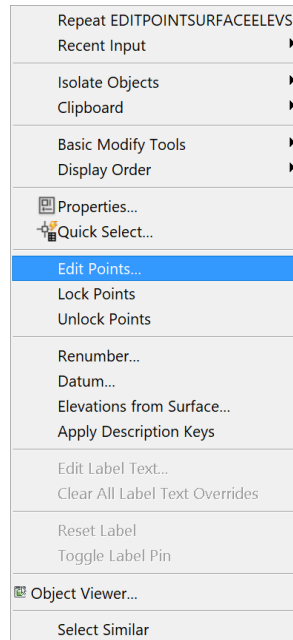 Repeat EDITPOINTSURFACEELEVS
Recent Input
Isolate Objects
Clipboard
Basic Modify Tools
Display Order
Properties...
Quick Select...
Edit Points...
Lock Points
Unlock Points
Renumber...
Datum...
Elevations from Surface...
Apply Description Keys
Edit Label Text...
Clear All Label Text Overrides
Reset Label
Toggle Label Pin
Object Viewer...
Select Similar